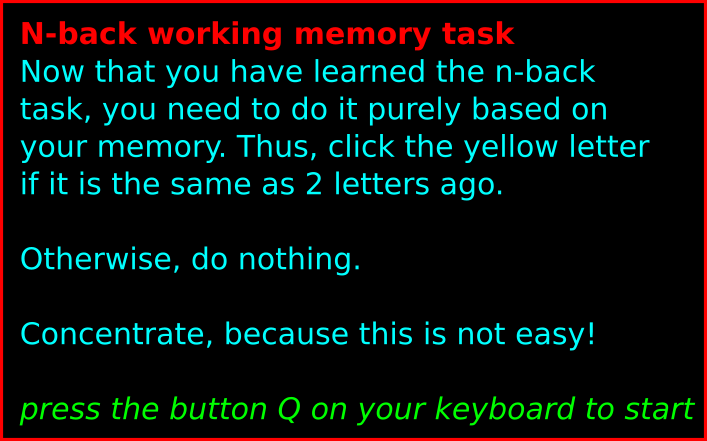 N-back working memory task
Now that you have learned the n-back
task, you need to do it purely based on
your memory. Thus, click the yellow letter
if it is the same as 2 letters ago.
Otherwise, do nothing.
Concentrate, because this is not easy!
press the button Q on your keyboard to start